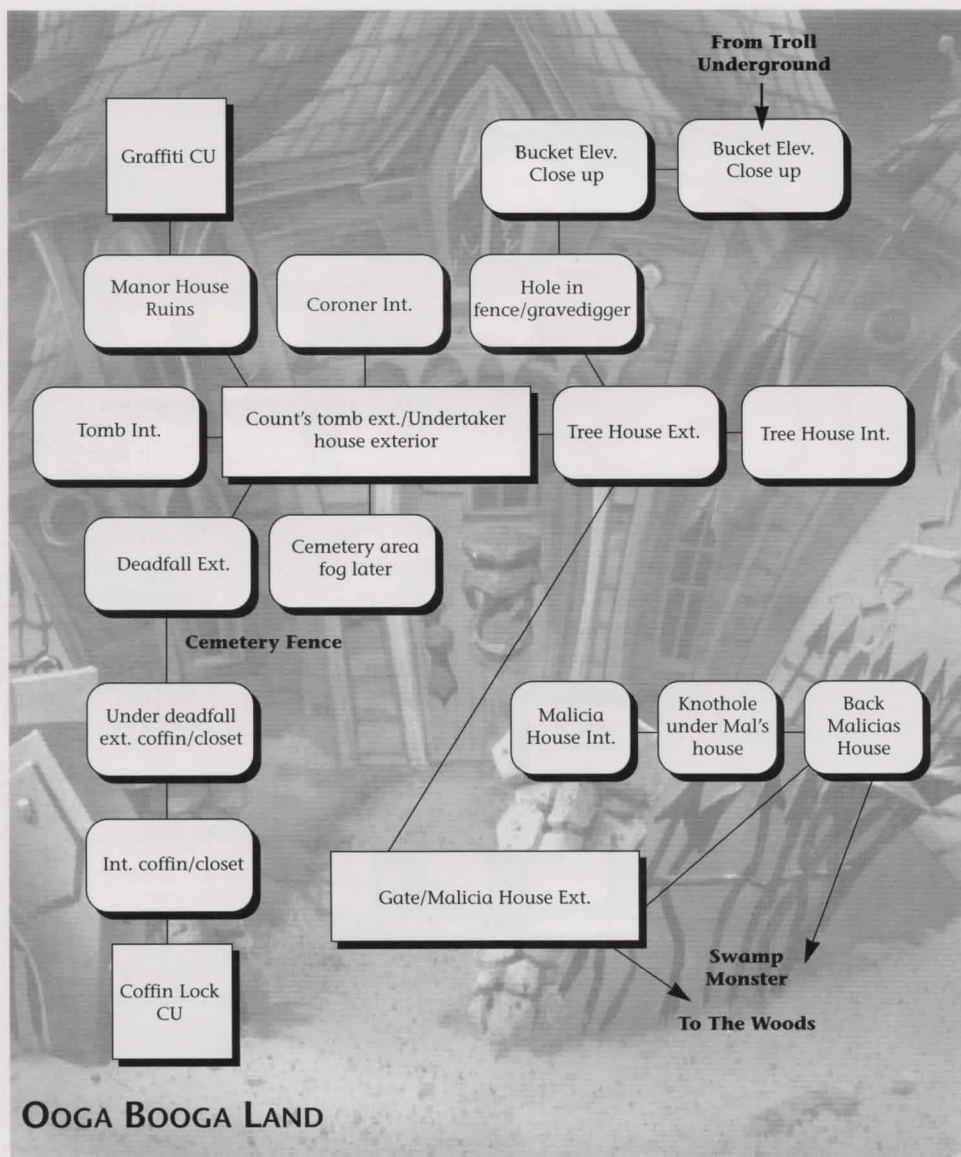 From Troll
Underground
Graffiti CU
Bucket Elev.
Close up
Bucket Elev.
Close up
Manor House
Ruins
Coroner Int.
Hole in
fence/gravedigger
Tomb Int.
Count's tomb ext./Undertaker
house exterior
Tree House Ext.
Tree House Int.
Deadfall Ext.
Cemetery area
fog later
Cemetery Fence
Under deadfall
ext. coffin/closet
Malicia
House Int.
Knothole
under Mal's
house
Back
Malicias
House
Int. coffin/closet
Gate/Malicia House Ext.
Swamp
Monster
Coffin Lock
CU
To The Woods
OOGA BOOGA LAND